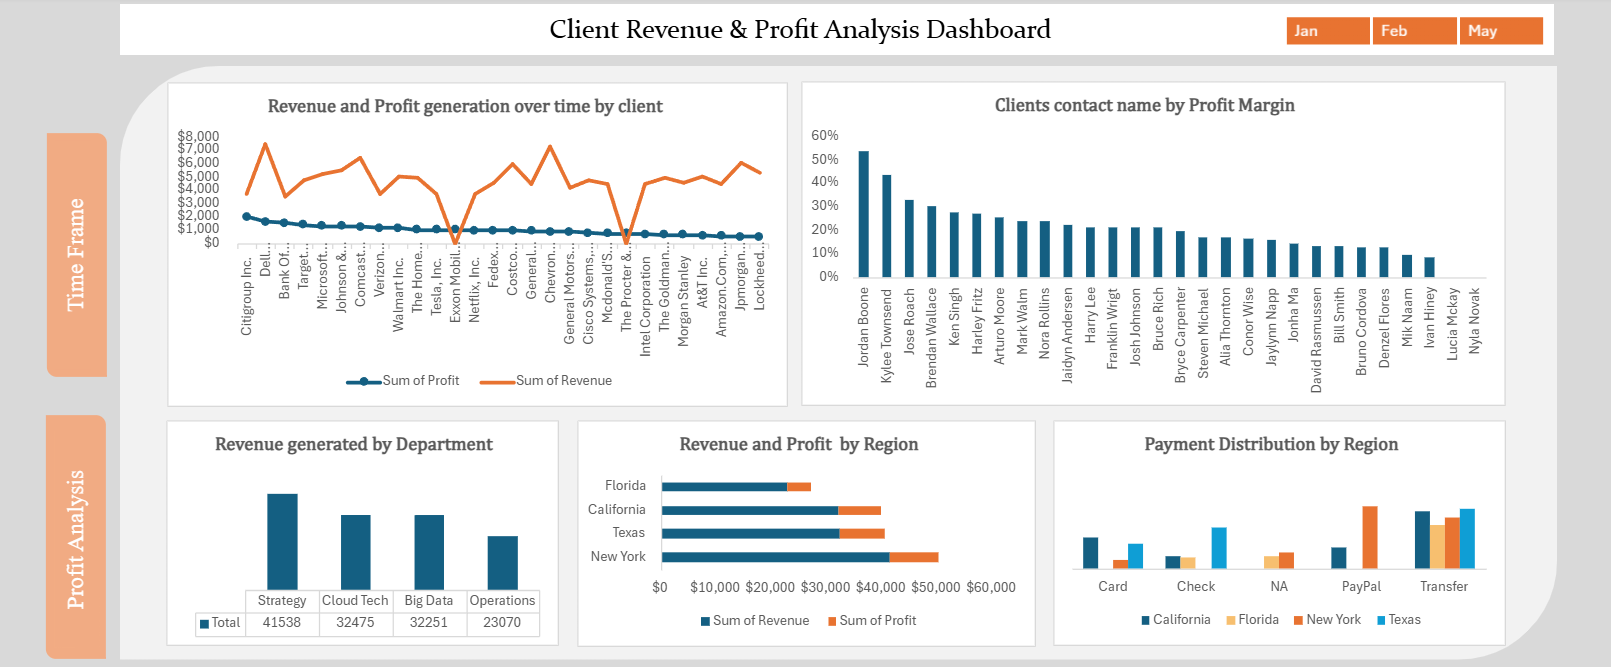 Client Revenue & Profit Analysis Dashboard
Jan
Feb
May
Time Frame
Profit Analysis
Revenue and Profit generation over time by client
$8,000
$7,000
$6,000
$5,000
$4,000
$3,000
$2,000
$1,000
$0
Citigroup Inc.
Dell...
Bank Of...
Target...
Microsoft...
Johnson &...
Comcast...
Verizon...
Walmart Inc.
The Home...
Tesla, Inc.
Exxon Mobil...
Netflix, Inc.
Fedex...
Costco...
General...
Chevron...
General Motors...
Cisco Systems,...
Mcdonald'S...
The Procter &...
Intel Corporation
The Goldman...
Morgan Stanley
At&T Inc.
Amazon.Com,...
Jpmorgan...
Lockheed...
Sum of Profit
Sum of Revenue
Clients contact name by Profit Margin
60%
50%
40%
30%
20%
10%
0%
Jordan Boone
Kylee Townsend
Jose Roach
Brendan Wallace
Ken Singh
Harley Fritz
Arturo Moore
Mark Walm
Nora Rollins
Jaidyn Andersen
Harry Lee
Franklin Wrigt
Josh Johnson
Bruce Rich
Bryce Carpenter
Steven Michael
Alia Thornton
Conor Wise
Jaylynn Napp
Jonha Ma
David Rasmussen
Bill Smith
Bruno Cordova
Denzel Flores
Mik Naam
Ivan Hiney
Lucia Mckay
Nyla Novak
Revenue generated by Department
Strategy Cloud Tech Big Data Operations
Total 41538 32475 32251 23070
Revenue and Profit by Region
Florida
California
Texas
New York
$0 $10,000 $20,000 $30,000 $40,000 $50,000 $60,000
Sum of Revenue Sum of Profit
Payment Distribution by Region
Card Check NA PayPal Transfer
California Florida New York Texas